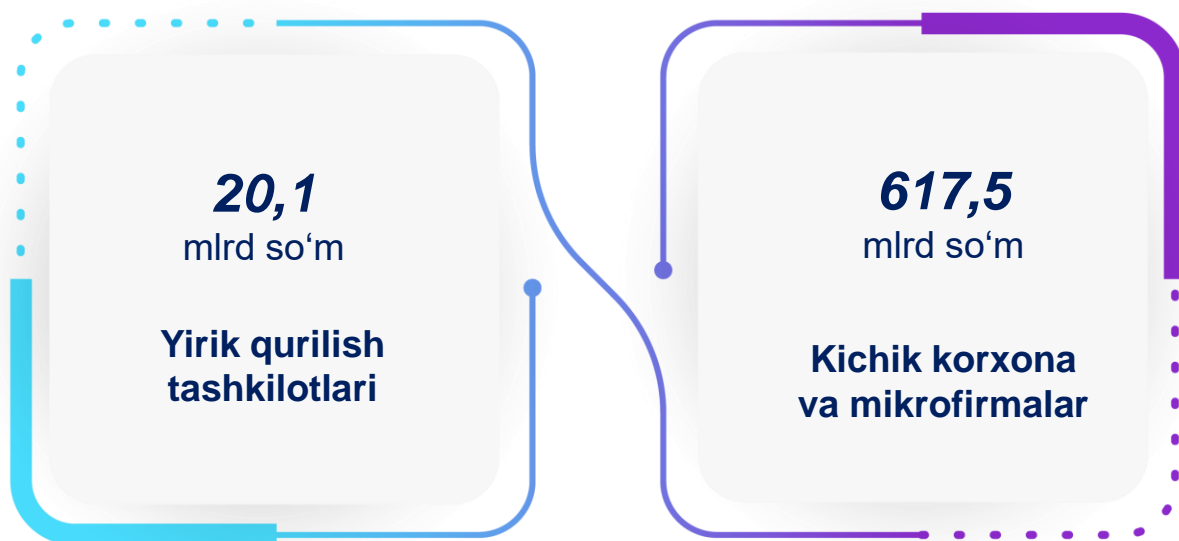 20,1
mlrd so‘m
Yirik qurilish
tashkilotlari
617,5
mlrd so‘m
Kichik korxona
va mikrofirmalar